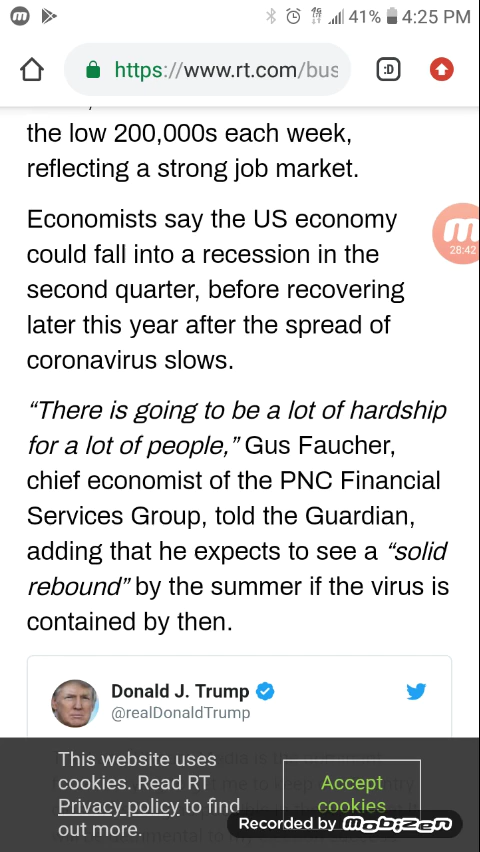 41% 4:25 PM
https://www.rt.com/bus
:D
the low 200,000s each week,
reflecting a strong job market.
Economists say the US economy
could fall into a recession in the
second quarter, before recovering
later this year after the spread of
coronavirus slows.
28:42
“There is going to be a lot of hardship
for a lot of people,” Gus Faucher,
chief economist of the PNC Financial
Services Group, told the Guardian,
adding that he expects to see a “solid
rebound” by the summer if the virus is
contained by then.
Donald J. Trump
@realDonaldTrump
This website uses
cookies. Read RT
Privacy policy to find
out more.
Accept
cookies
Recorded by mobizen